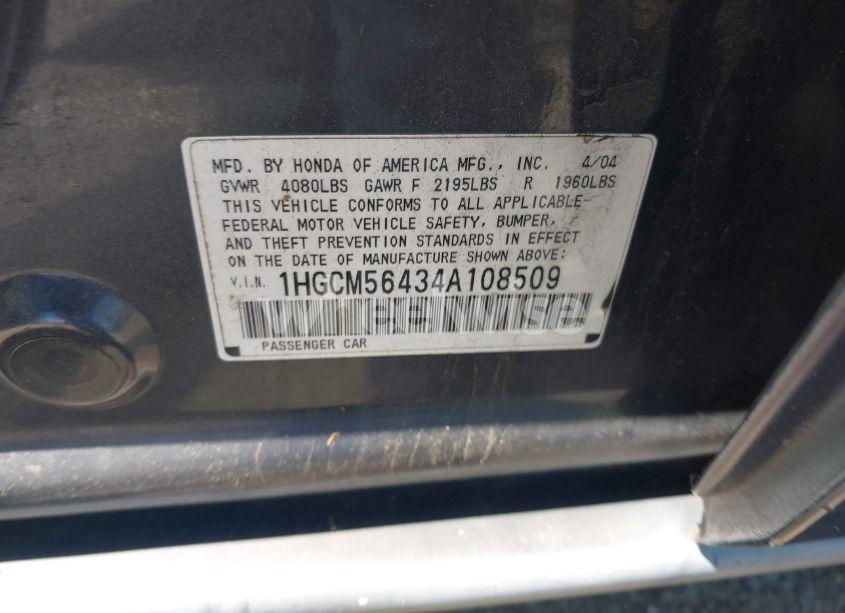 MFD. BY HONDA OF AMERICA MFG., INC. 4/04
GVWR 4080LBS GAWR F 2195LBS R 1960LBS
THIS VEHICLE CONFORMS TO ALL APPLICABLE
FEDERAL MOTOR VEHICLE SAFETY, BUMPER,
AND THEFT PREVENTION STANDARDS IN EFFECT
ON THE DATE OF MANUFACTURE SHOWN ABOVE:
V.I.N. 1HGCM56434A108509
PASSENGER CAR